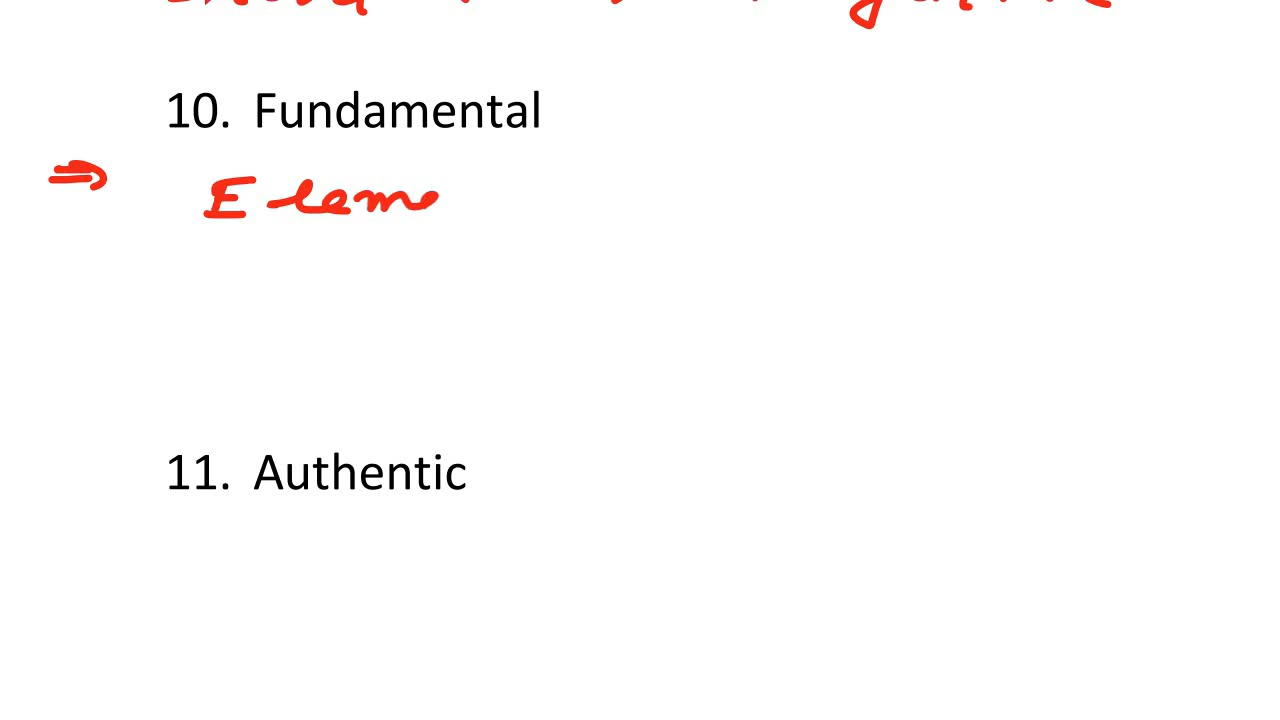 10. Fundamental
⇒ Eleme
11. Authentic